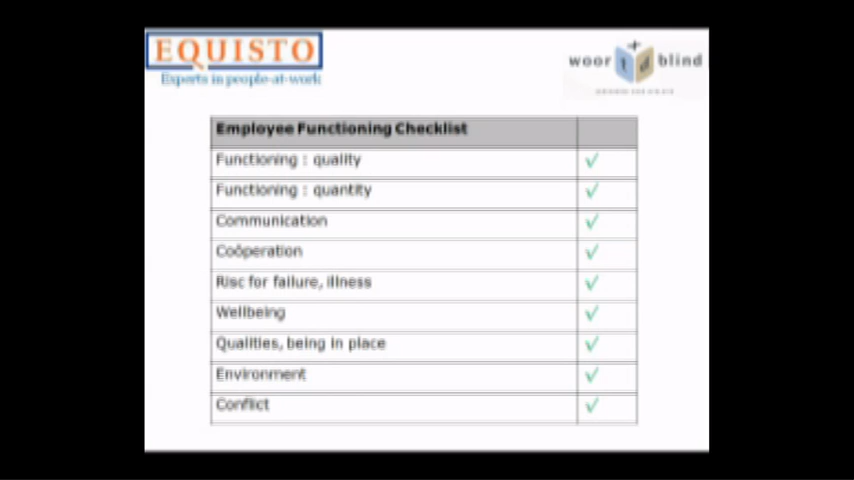 EQUISTO
Experts in people-at-work
woor t d blind
Employee Functioning Checklist
Functioning : quality
Functioning : quantity
Communication
Coöperation
Risc for failure, illness
Wellbeing
Qualities, being in place
Environment
Conflict